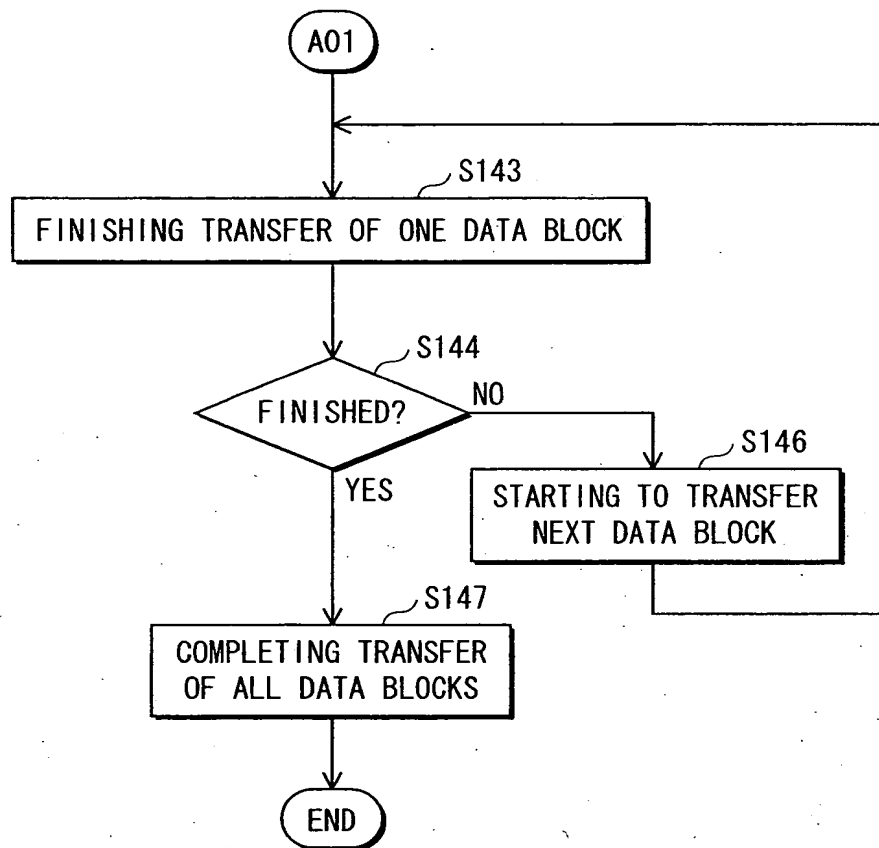 A01
S143
FINISHING TRANSFER OF ONE DATA BLOCK
S144
FINISHED?
NO
YES
S146
STARTING TO TRANSFER
NEXT DATA BLOCK
S147
COMPLETING TRANSFER
OF ALL DATA BLOCKS
END